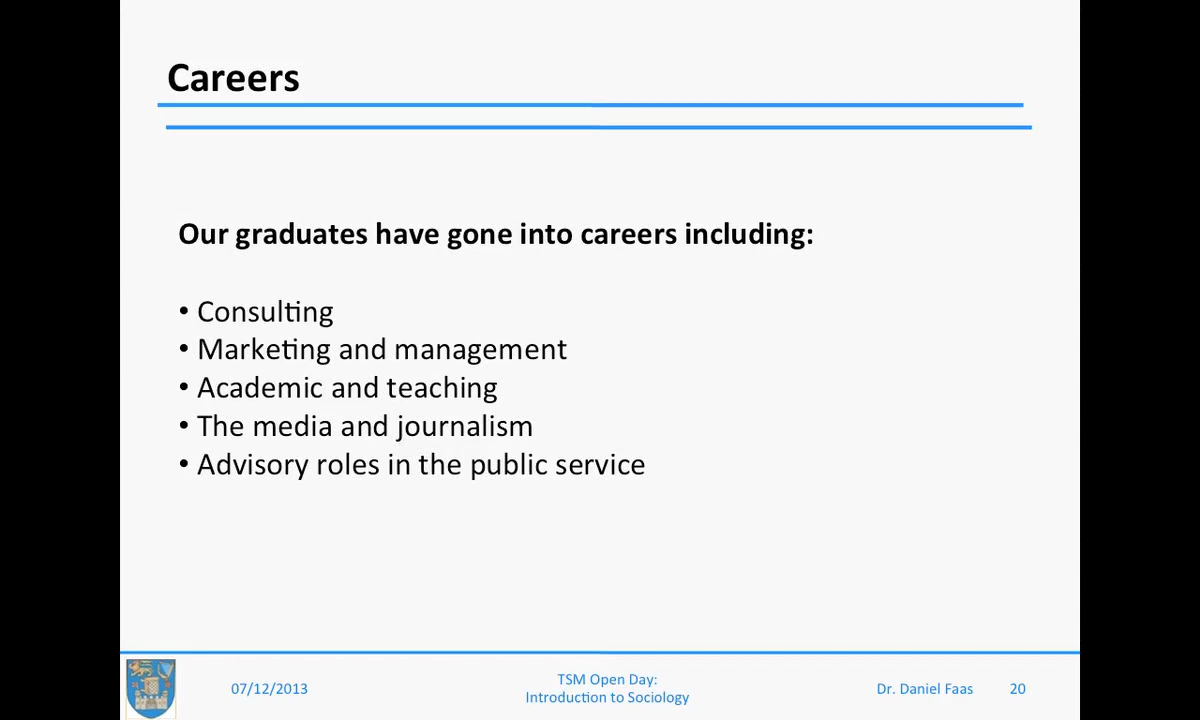 Careers
Our graduates have gone into careers including:
• Consulting
• Marketing and management
• Academic and teaching
• The media and journalism
• Advisory roles in the public service
07/12/2013
TSM Open Day:
Introduction to Sociology
Dr. Daniel Faas
20